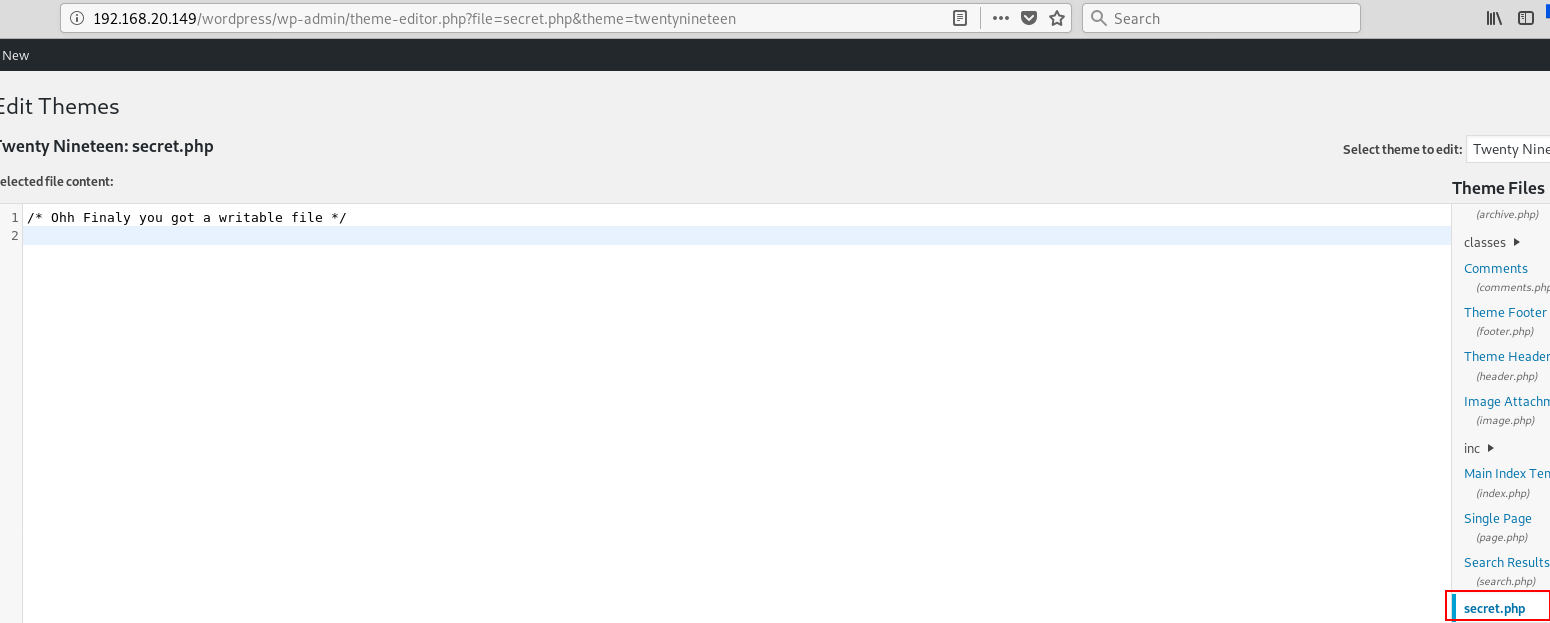 192.168.20.149/wordpress/wp-admin/theme-editor.php?file=secret.php&theme=twentynineteen
Search
New
Edit Themes
Twenty Nineteen: secret.php
Select theme to edit: Twenty Nine
elected file content:
Theme Files
1 /* Ohh Finaly you got a writable file */
2
(archive.php)
classes
Comments
(comments.php
Theme Footer
(footer.php)
Theme Header
(header.php)
Image Attachm
(image.php)
inc
Main Index Tem
(index.php)
Single Page
(page.php)
Search Results
(search.php)
secret.php